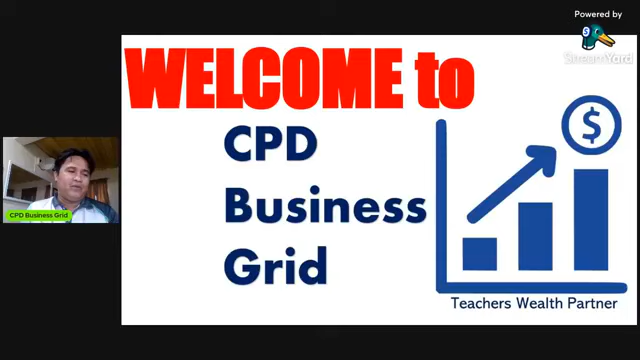 Powered by
StreamYard
WELCOME to
CPD
Business
Grid
$
Teachers Wealth Partner
CPD Business Grid